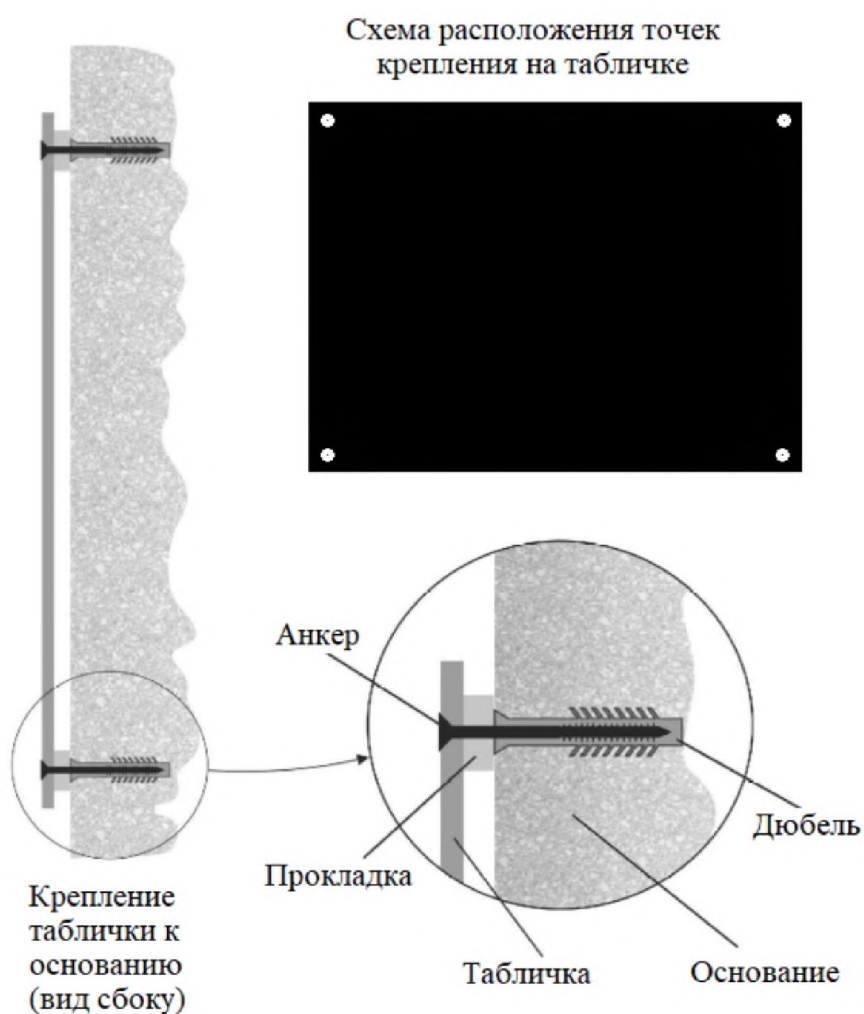 Схема расположения точек
крепления на табличке
Анкер
Дюбель
Прокладка
Табличка
Основание
Крепление
таблички к
основанию
(вид сбоку)